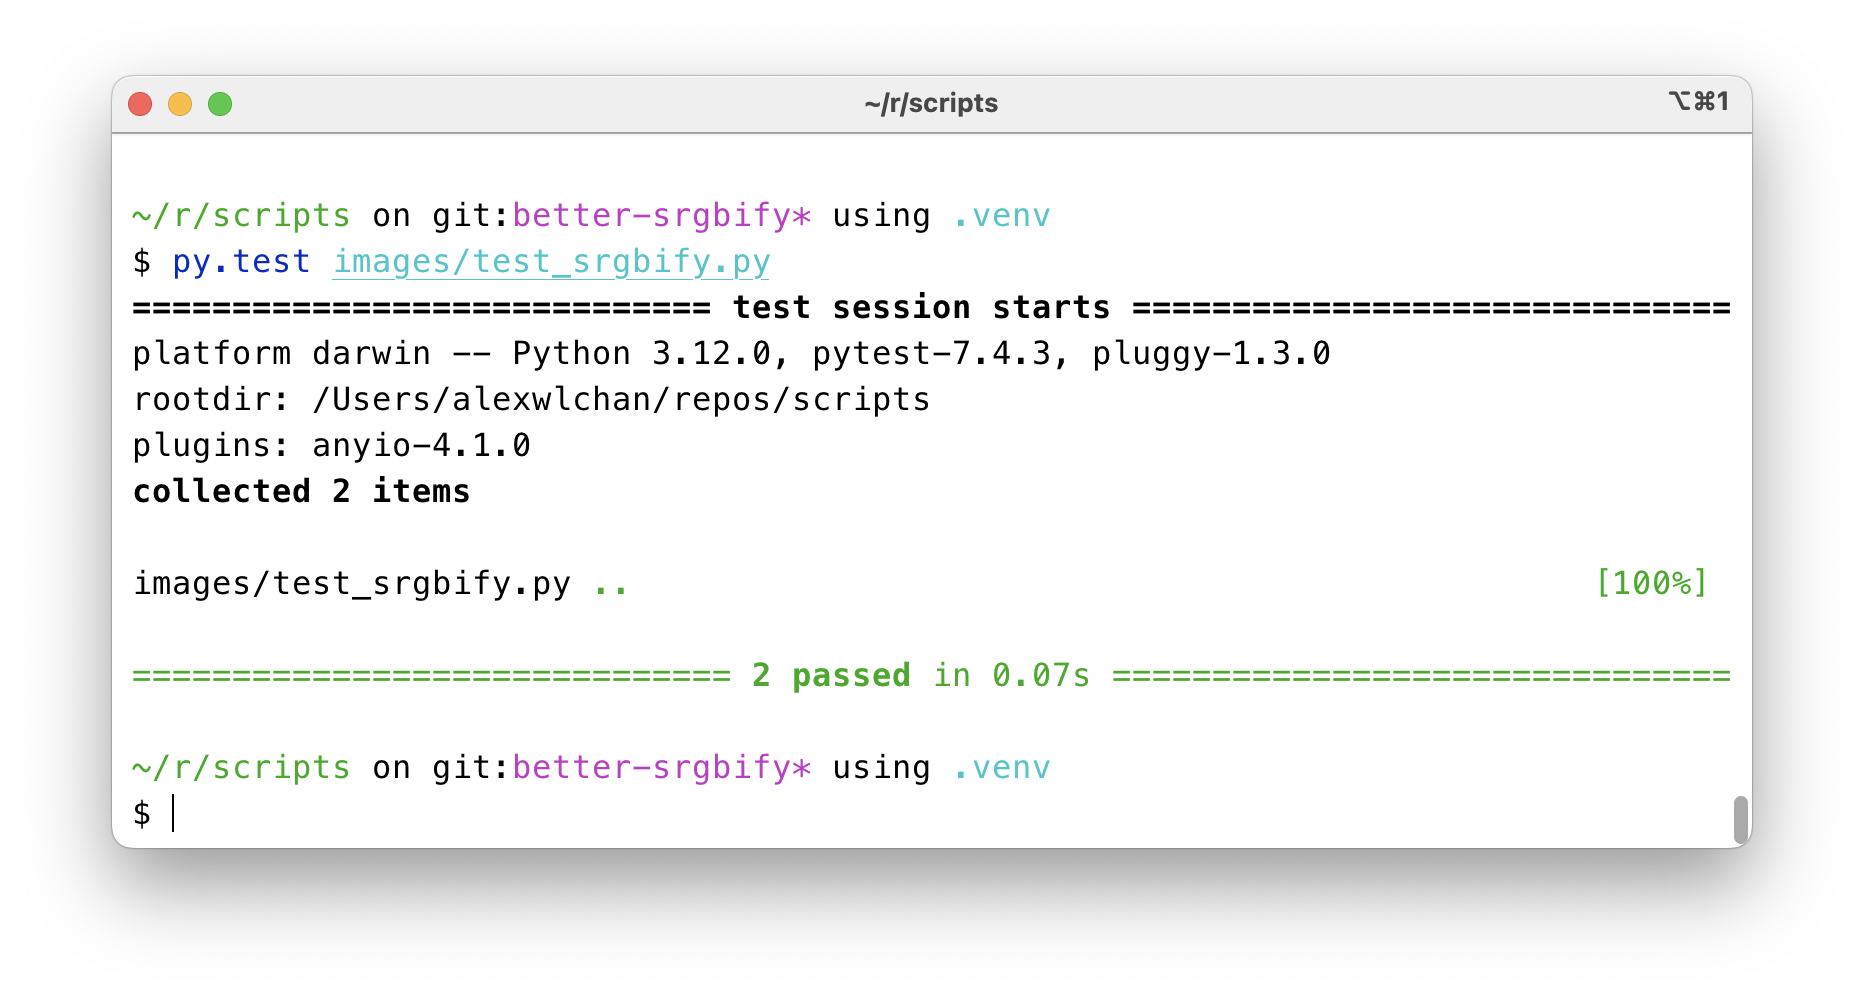 ~/r/scripts ⌥⌘1
~/r/scripts on git:better-srgbify* using .venv
$ py.test images/test_srgbify.py
============================= test session starts ==============================
platform darwin -- Python 3.12.0, pytest-7.4.3, pluggy-1.3.0
rootdir: /Users/alexwlchan/repos/scripts
plugins: anyio-4.1.0
collected 2 items
images/test_srgbify.py .. [100%]
============================== 2 passed in 0.07s ===============================
~/r/scripts on git:better-srgbify* using .venv
$